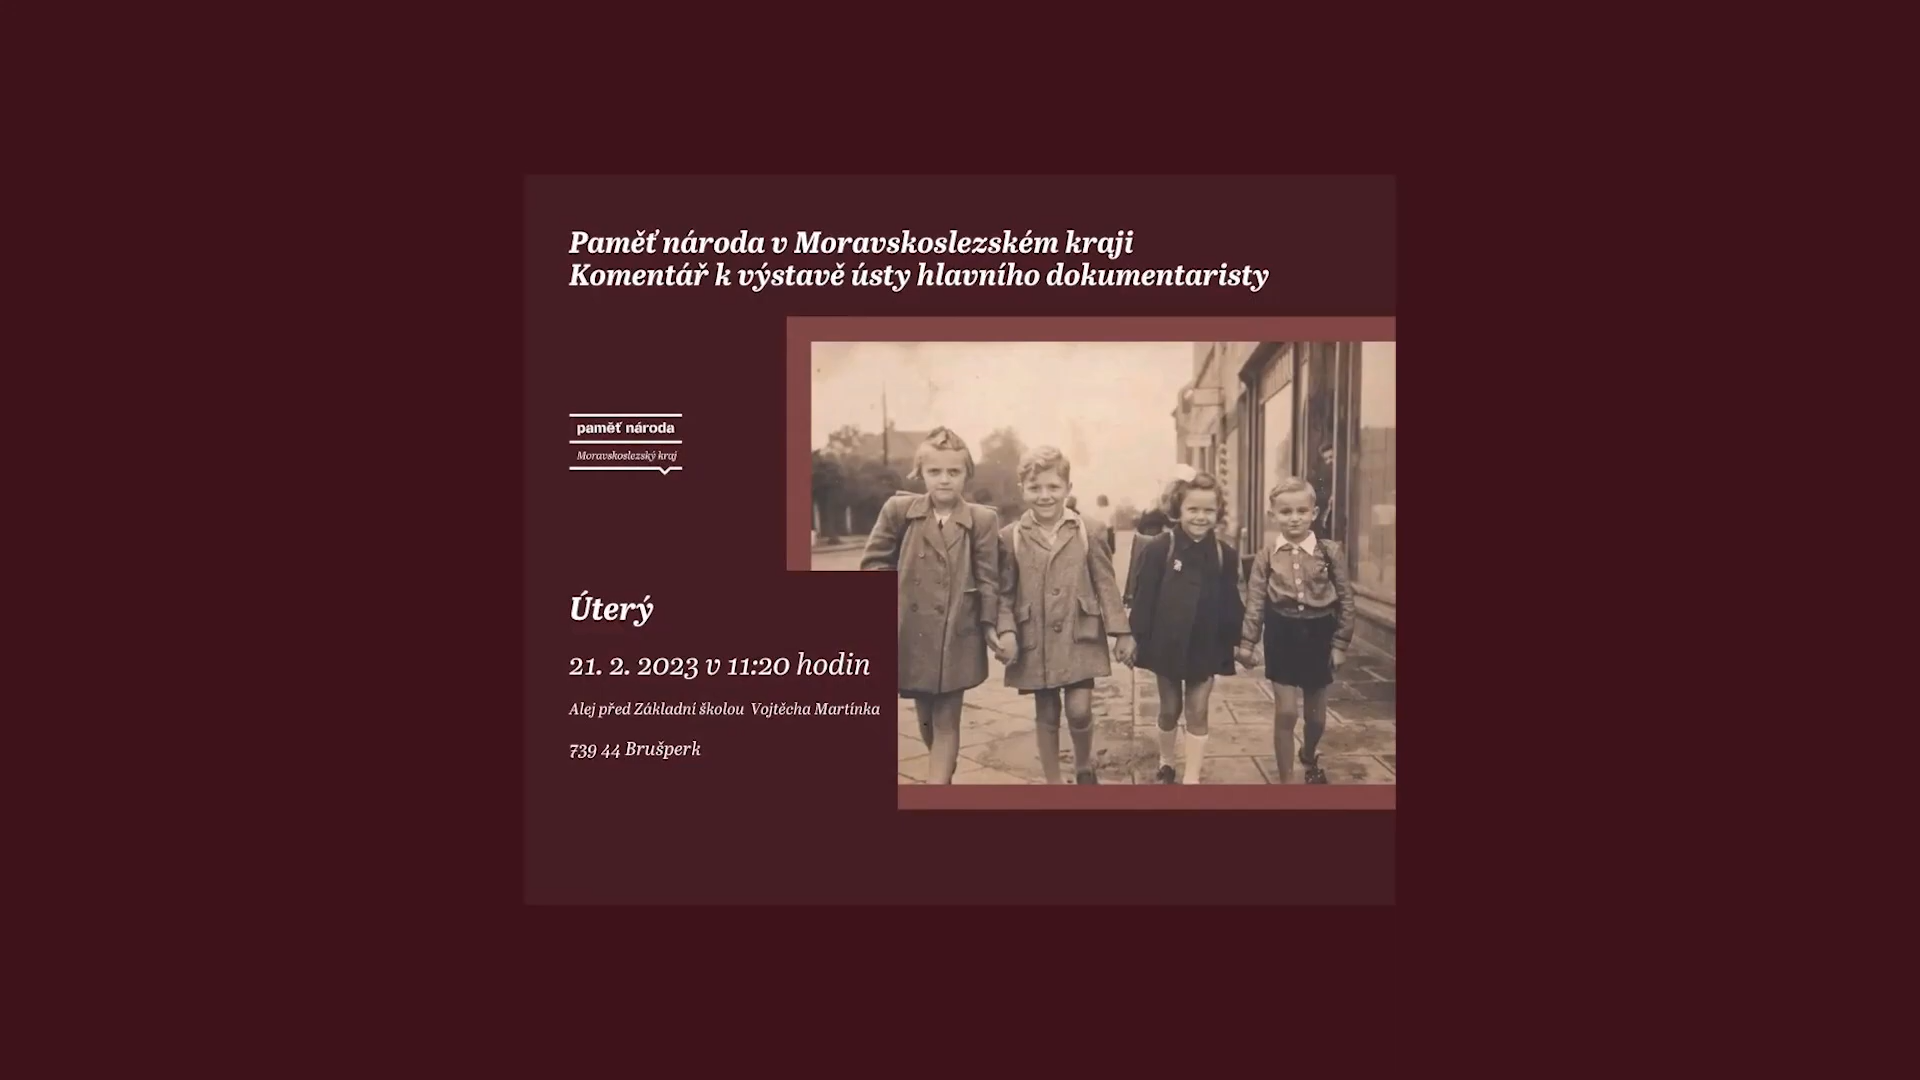 Paměť národa v Moravskoslezském kraji
Komentář k výstavě ústy hlavního dokumentaristy
paměť národa
Moravskoslezský kraj
Úterý
21. 2. 2023 v 11:20 hodin
Alej před Základní školou Vojtěcha Martínka
739 44 Brušperk